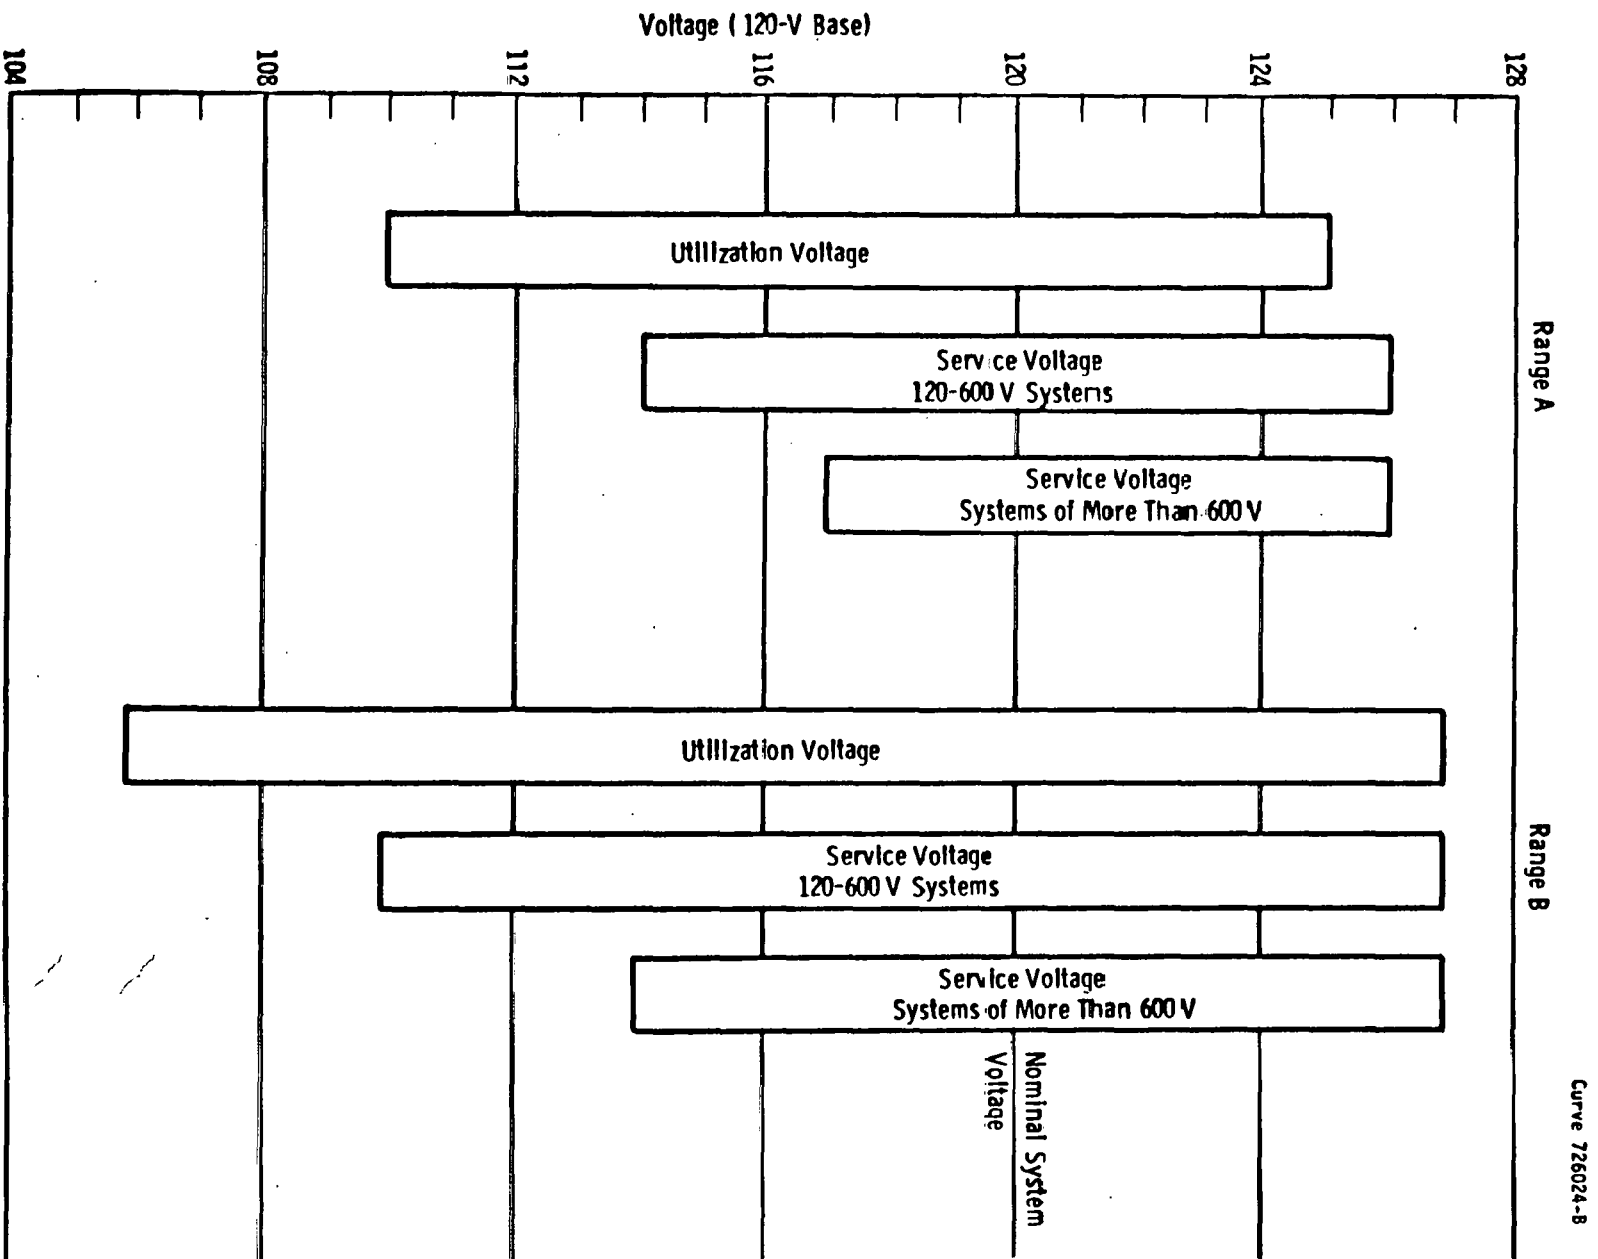 Voltage (120-V Base)
104
108
112
116
120
124
128
Utilization Voltage
Service Voltage
120-600 V Systems
Service Voltage
Systems of More Than 600 V
Range A
Utilization Voltage
Service Voltage
120-600 V Systems
Service Voltage
Systems of More Than 600 V
Range B
Nominal System
Voltage
Curve 726024-B